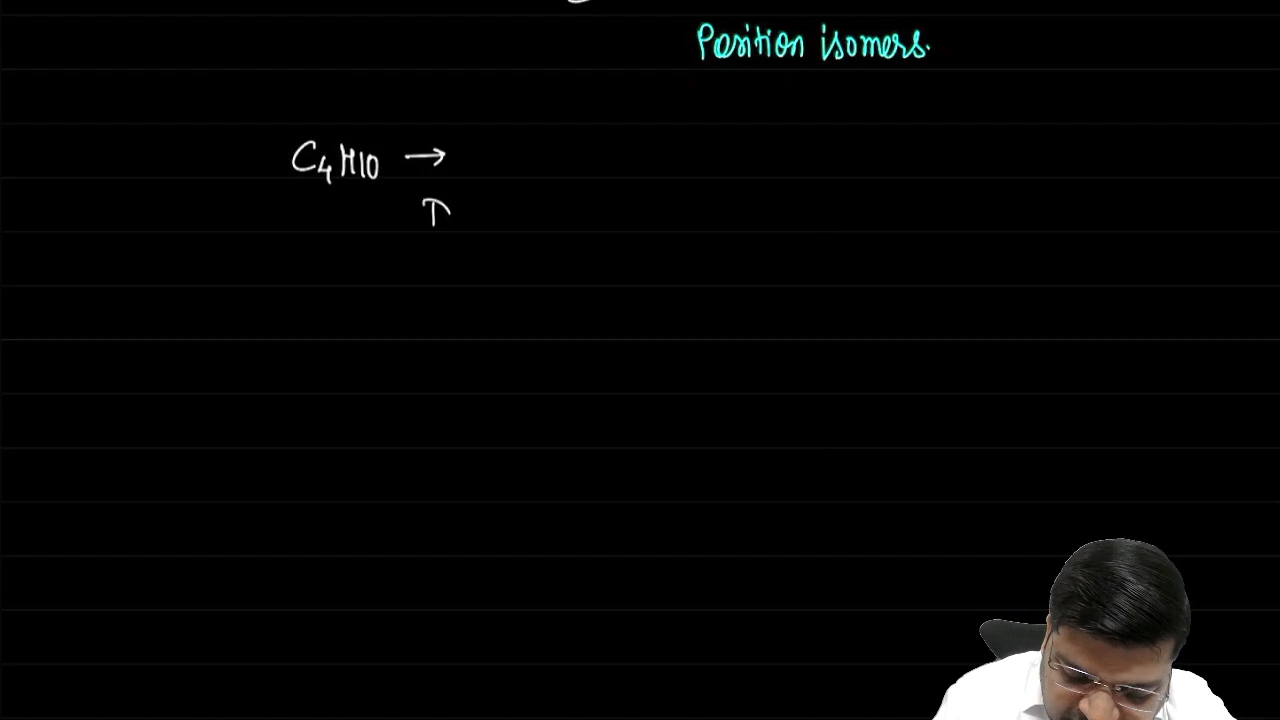 Position isomers.
C₄H10 →
↑